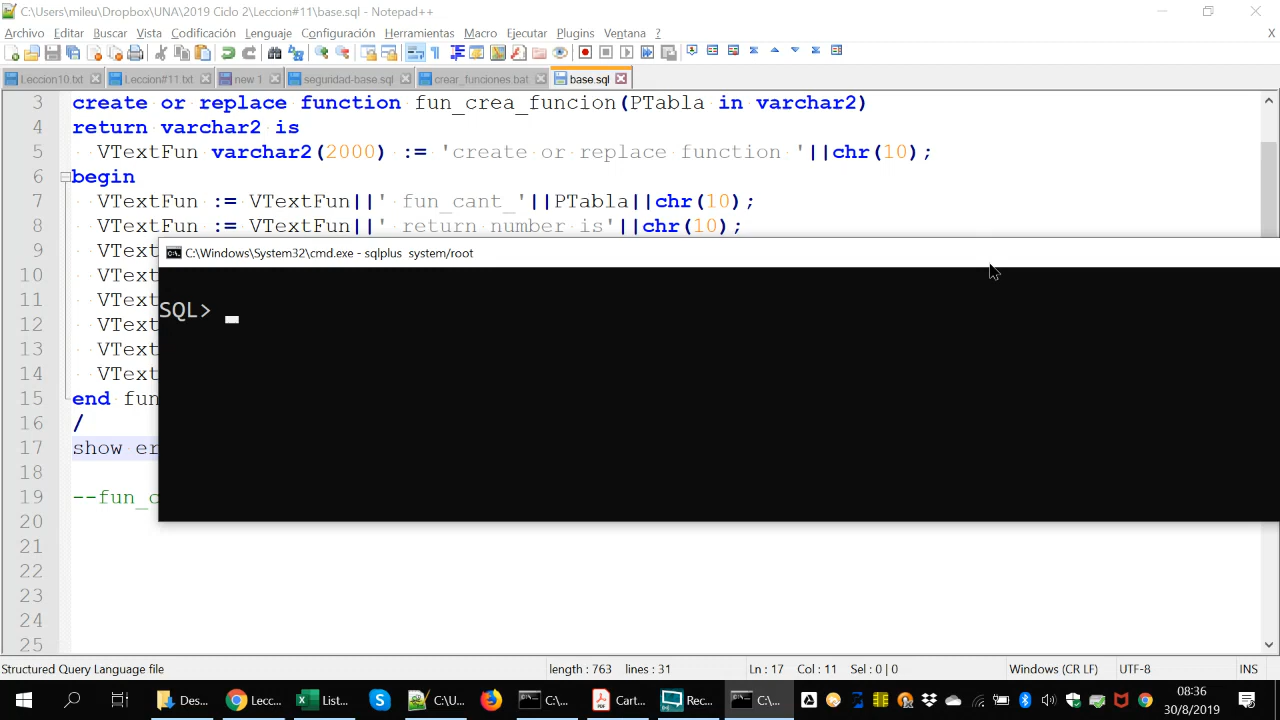 C:\Users\mileu\Dropbox\UNA\2019 Ciclo 2\Leccion#11\base.sql - Notepad++
Archivo Editar Buscar Vista Codificación Lenguaje Configuración Herramientas Macro Ejecutar Plugins Ventana ? X
Leccion10.txt Leccion#11.txt new 1 seguridad-base.sql crear_funciones.bat base.sql
3 create or replace function fun_crea_funcion(PTabla in varchar2)
4 return varchar2 is
5 VTextFun varchar2(2000) := 'create or replace function '||chr(10);
6 begin
7 VTextFun := VTextFun||' fun_cant_'||PTabla||chr(10);
8 VTextFun := VTextFun||' return number is'||chr(10);
9 VText
10 VText
11 VText
12 VText
13 VText
14 VText
15 end fun
16 /
17 show er
18
19 --fun_c
20
21
22
23
24
25
C:\Windows\System32\cmd.exe - sqlplus system/root
SQL>
Structured Query Language file length : 763 lines : 31 Ln : 17 Col : 11 Sel : 0 | 0 Windows (CR LF) UTF-8 INS
Des... Lecc... List... C:\U... C:\... Cart... Rec... C:\...
08:36
30/8/2019